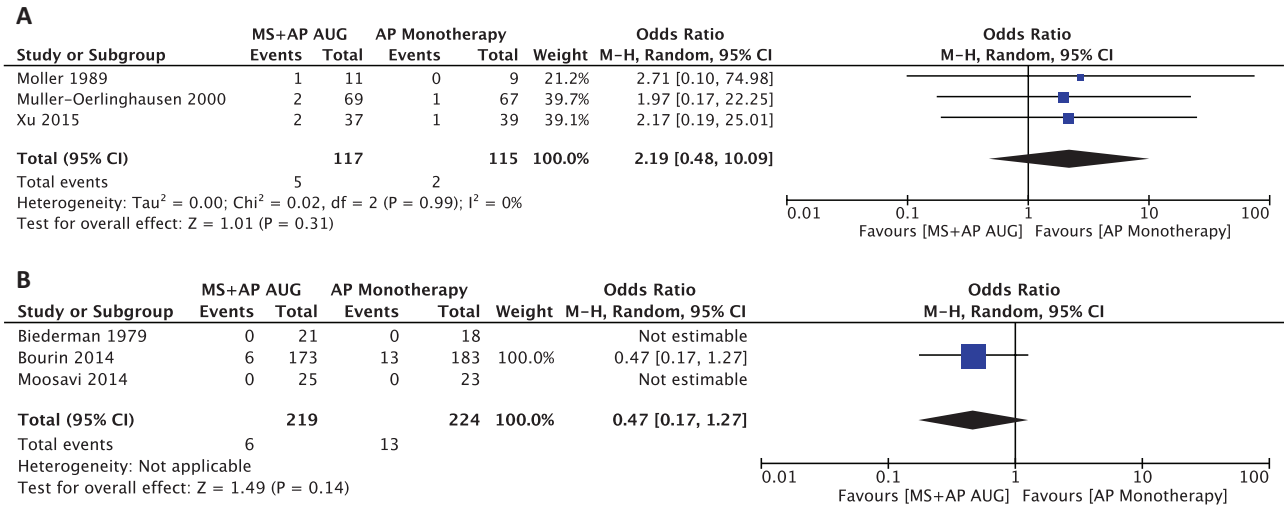 A
MS+AP AUG AP Monotherapy Odds Ratio Odds Ratio
Study or Subgroup Events Total Events Total Weight M-H, Random, 95% CI M-H, Random, 95% CI
Moller 1989 1 11 0 9 21.2% 2.71 [0.10, 74.98]
Muller-Oerlinghausen 2000 2 69 1 67 39.7% 1.97 [0.17, 22.25]
Xu 2015 2 37 1 39 39.1% 2.17 [0.19, 25.01]
Total (95% CI) 117 115 100.0% 2.19 [0.48, 10.09]
Total events 5 2
Heterogeneity: Tau² = 0.00; Chi² = 0.02, df = 2 (P = 0.99); I² = 0%
Test for overall effect: Z = 1.01 (P = 0.31)
0.01 0.1 1 10 100
Favours [MS+AP AUG] Favours [AP Monotherapy]
B
MS+AP AUG AP Monotherapy Odds Ratio Odds Ratio
Study or Subgroup Events Total Events Total Weight M-H, Random, 95% CI M-H, Random, 95% CI
Biederman 1979 0 21 0 18 Not estimable
Bourin 2014 6 173 13 183 100.0% 0.47 [0.17, 1.27]
Moosavi 2014 0 25 0 23 Not estimable
Total (95% CI) 219 224 100.0% 0.47 [0.17, 1.27]
Total events 6 13
Heterogeneity: Not applicable
Test for overall effect: Z = 1.49 (P = 0.14)
0.01 0.1 1 10 100
Favours [MS+AP AUG] Favours [AP Monotherapy]